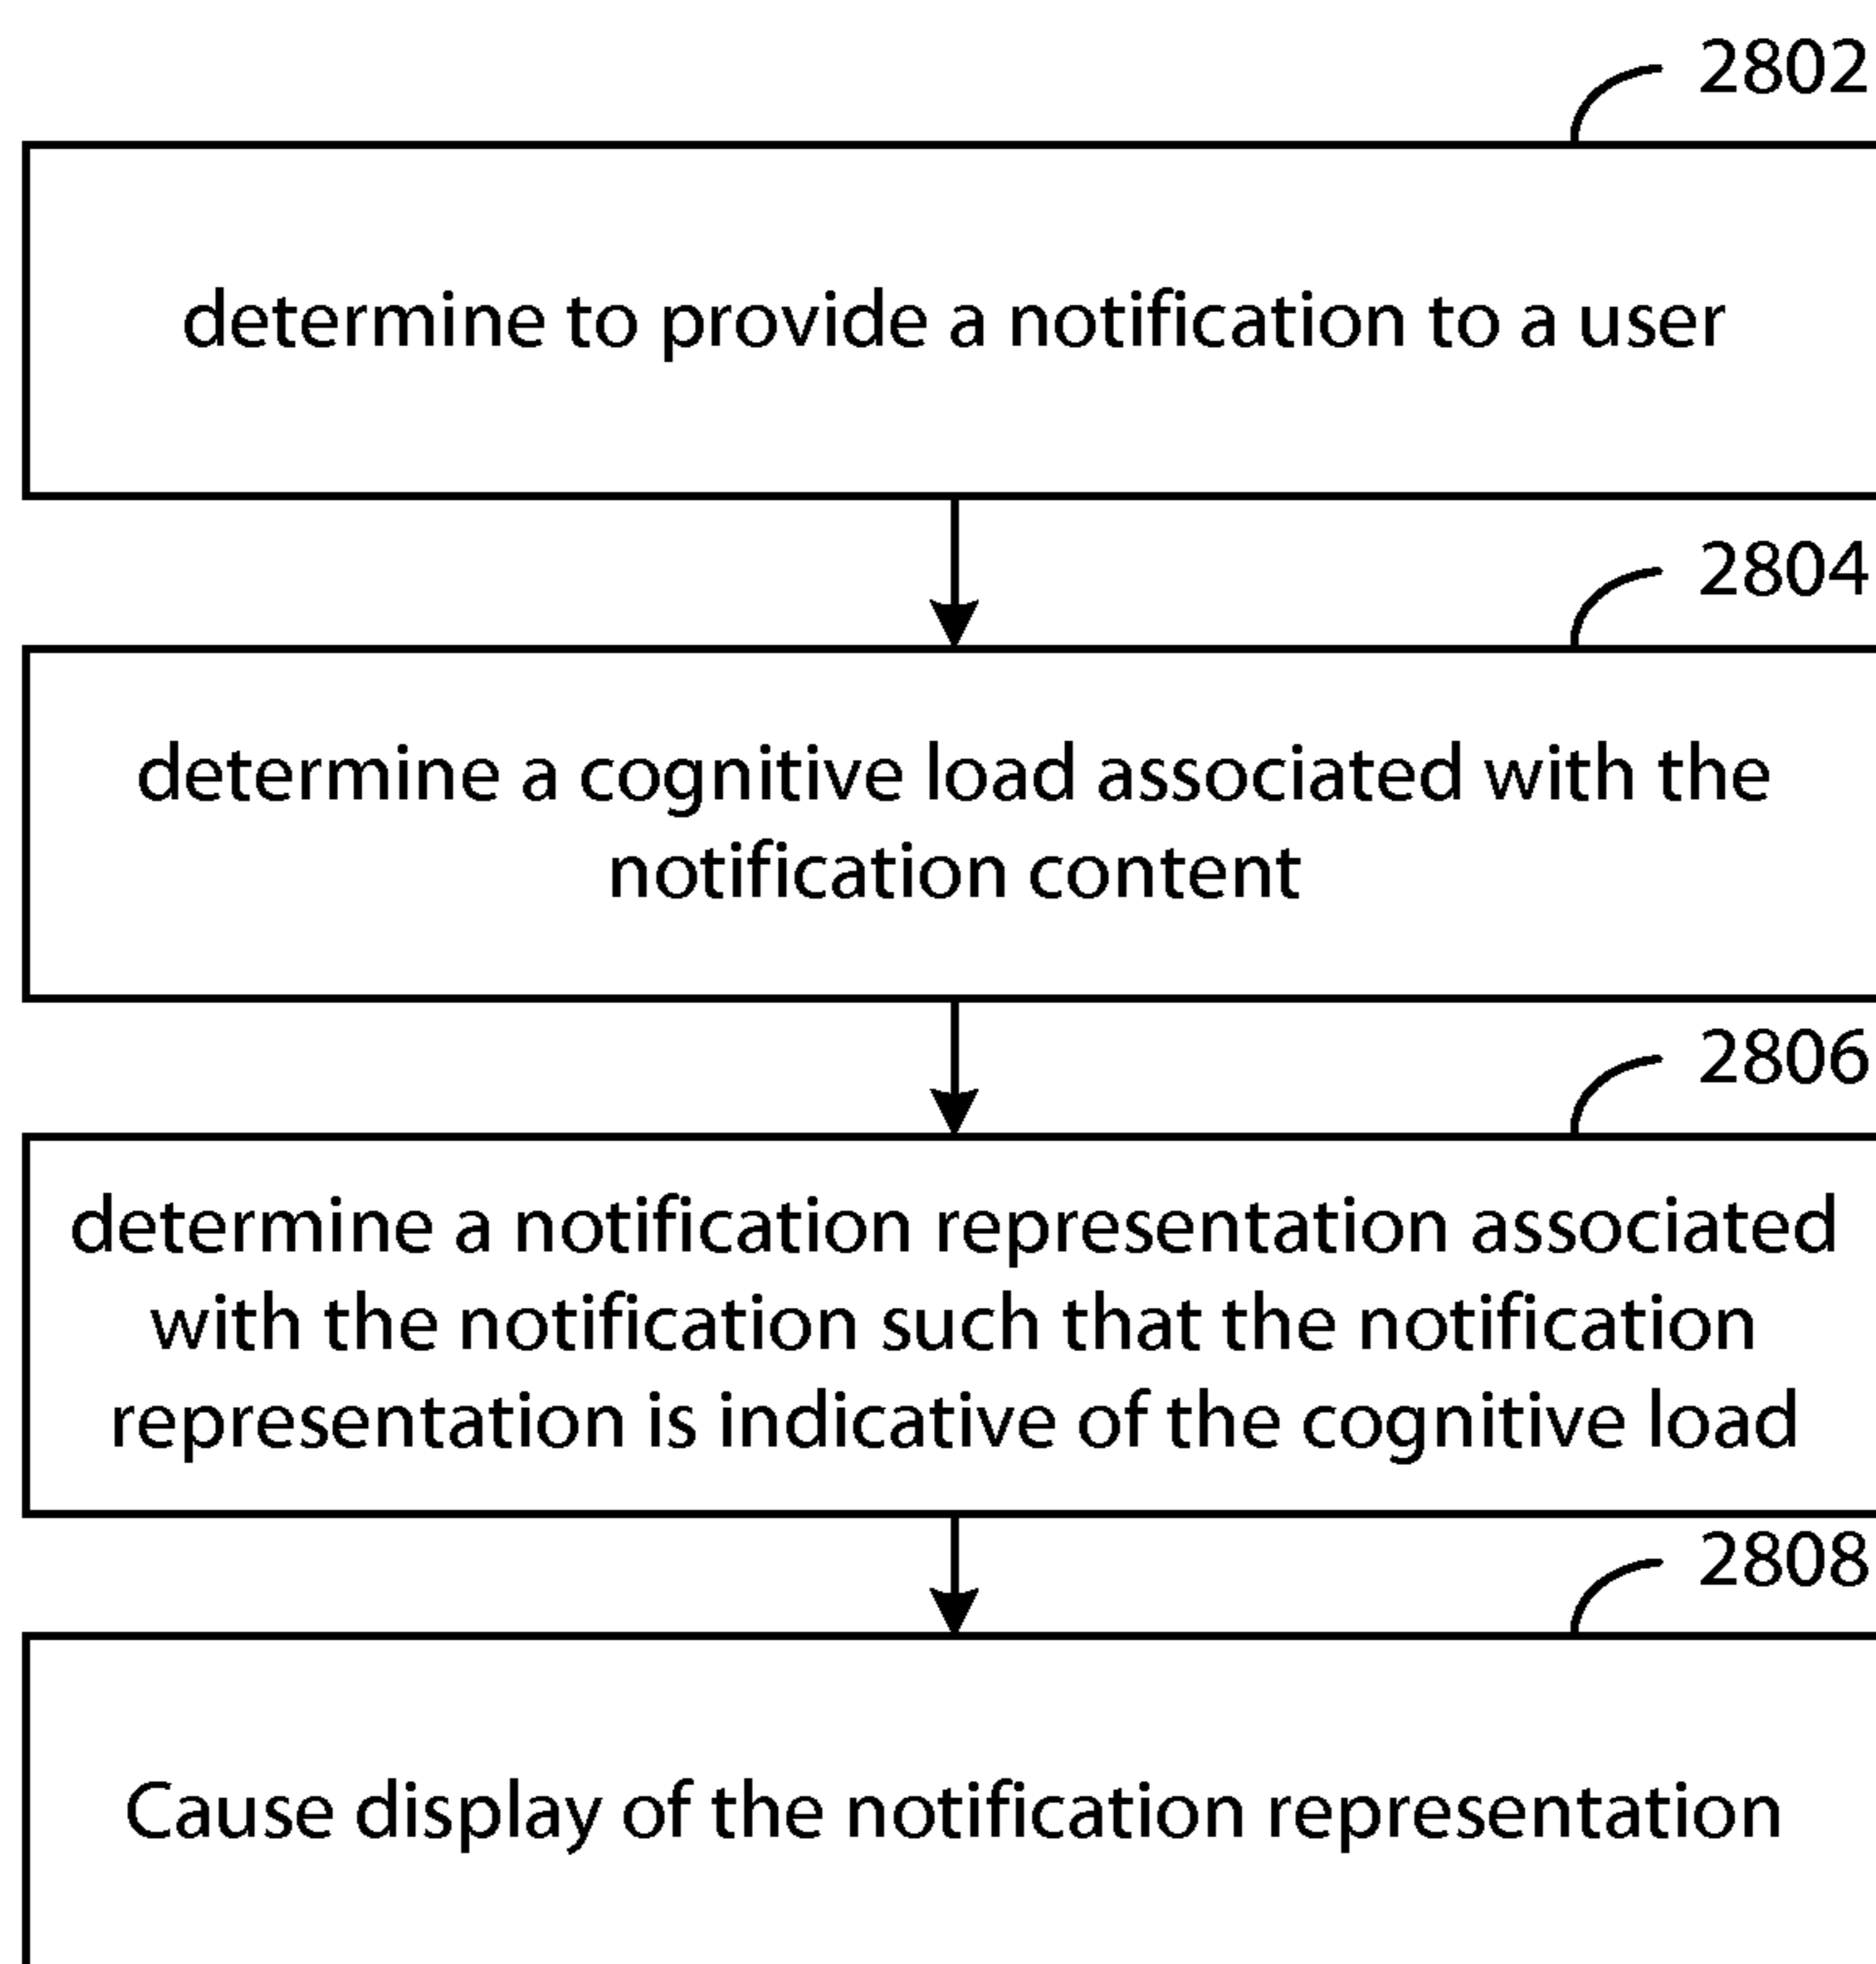 2802
determine to provide a notification to a user
2804
determine a cognitive load associated with the
notification content
2806
determine a notification representation associated
with the notification such that the notification
representation is indicative of the cognitive load
2808
Cause display of the notification representation